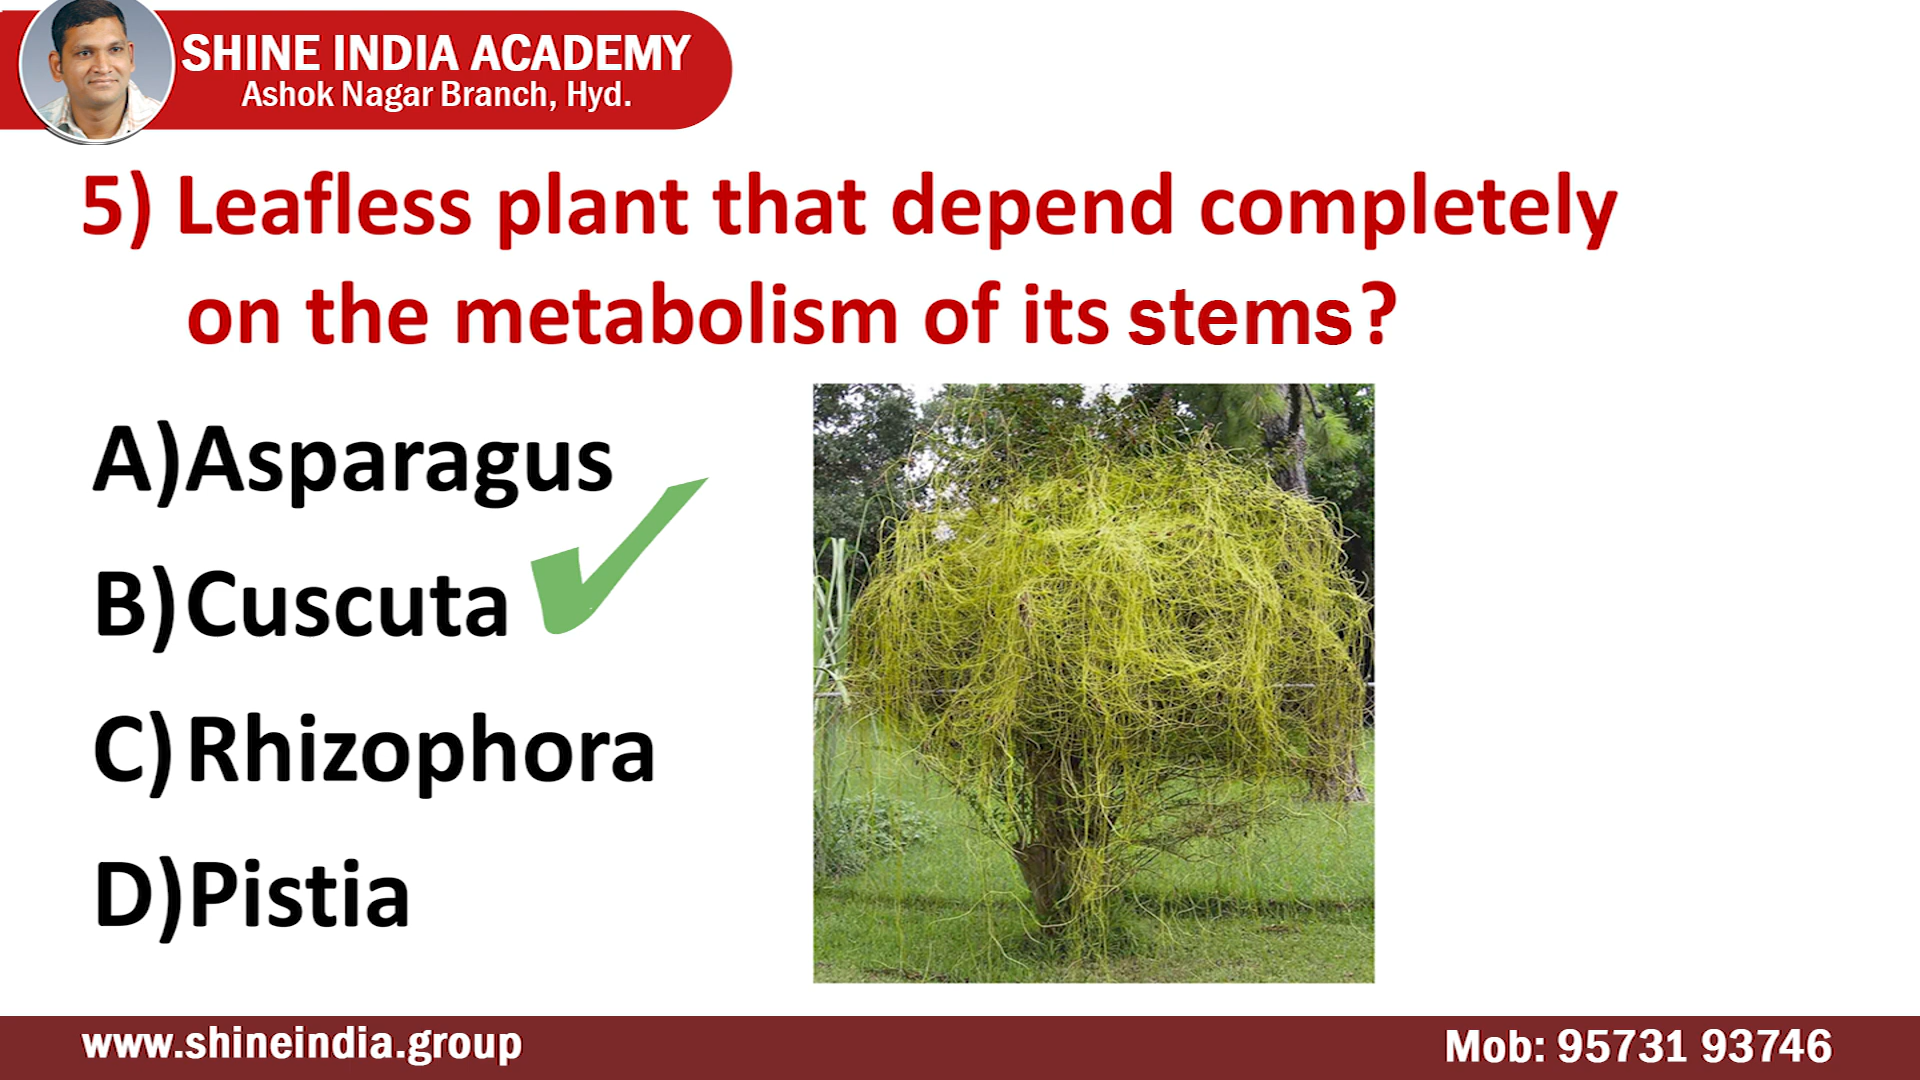 SHINE INDIA ACADEMY
Ashok Nagar Branch, Hyd.
5) Leafless plant that depend completely
on the metabolism of its stems?
A)Asparagus
B)Cuscuta
C)Rhizophora
D)Pistia
www.shineindia.group
Mob: 95731 93746